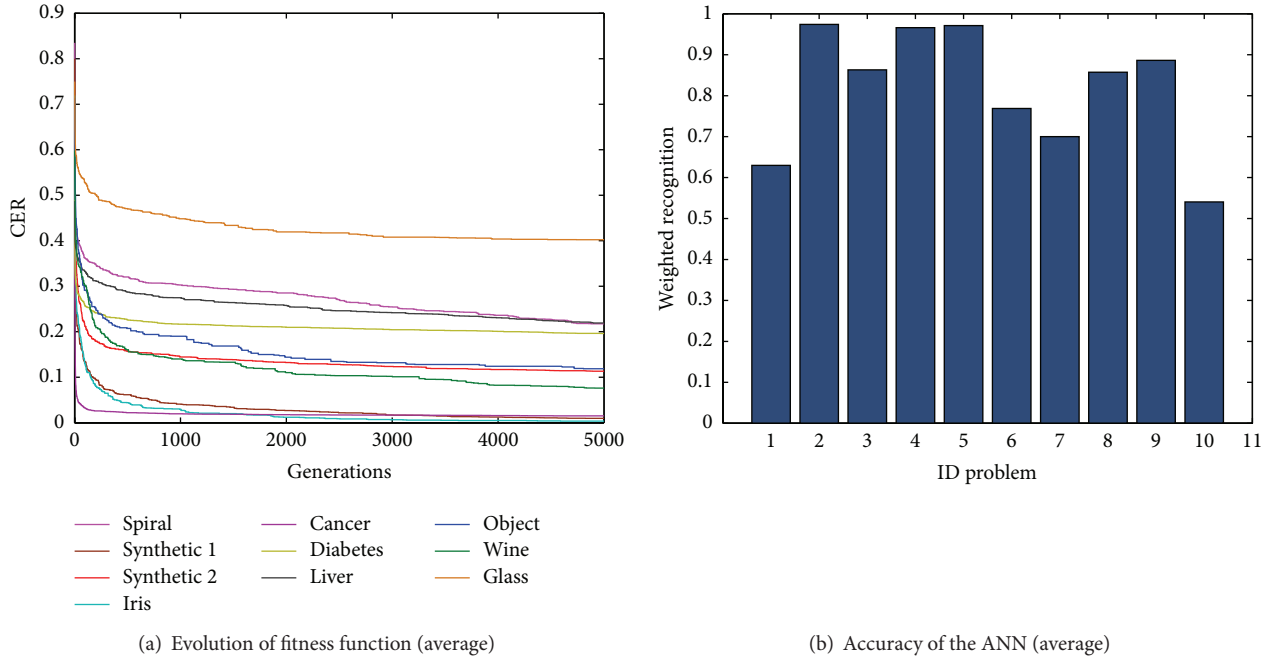 0.9
0.8
0.7
0.6
0.5
0.4
0.3
0.2
0.1
0
CER
0 1000 2000 3000 4000 5000
Generations
Spiral
Synthetic 1
Synthetic 2
Iris
Cancer
Diabetes
Liver
Object
Wine
Glass
(a) Evolution of fitness function (average)
1
0.9
0.8
0.7
0.6
0.5
0.4
0.3
0.2
0.1
0
Weighted recognition
1 2 3 4 5 6 7 8 9 10 11
ID problem
(b) Accuracy of the ANN (average)